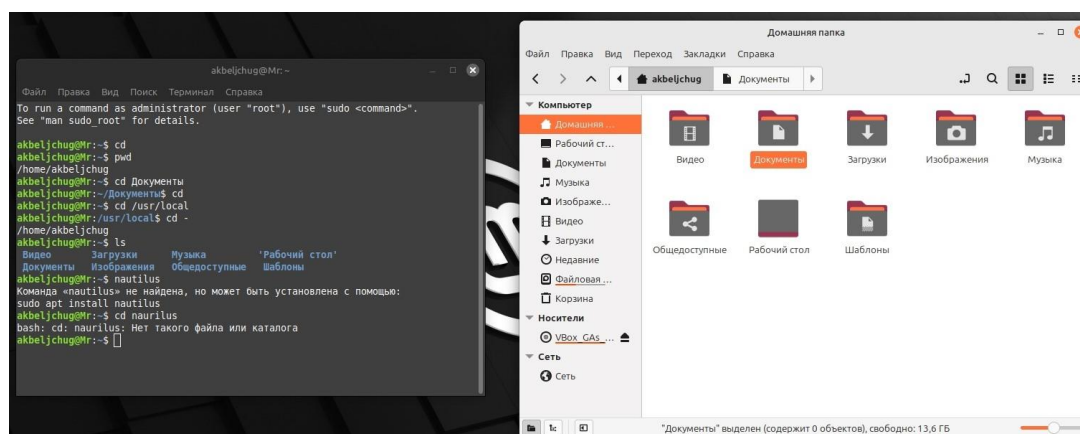 akbeljchug@Mr: ~
Файл Правка Вид Поиск Терминал Справка
To run a command as administrator (user "root"), use "sudo <command>".
See "man sudo_root" for details.
akbeljchug@Mr:~$ cd
akbeljchug@Mr:~$ pwd
/home/akbeljchug
akbeljchug@Mr:~$ cd Документы
akbeljchug@Mr:~/Документы$ cd
akbeljchug@Mr:~$ cd /usr/local
akbeljchug@Mr:/usr/local$ cd -
/home/akbeljchug
akbeljchug@Mr:~$ ls
Видео Загрузки Музыка 'Рабочий стол'
Документы Изображения Общедоступные Шаблоны
akbeljchug@Mr:~$ nautilus
Команда «nautilus» не найдена, но может быть установлена с помощью:
sudo apt install nautilus
akbeljchug@Mr:~$ cd naurilus
bash: cd: naurilus: Нет такого файла или каталога
akbeljchug@Mr:~$
Домашняя папка
Файл Правка Вид Переход Закладки Справка
akbeljchug Документы
Компьютер
Домашняя ...
Рабочий ст...
Документы
Музыка
Изображе...
Видео
Загрузки
Недавние
Файловая ...
Корзина
Носители
VBox_GAs_...
Сеть
Сеть
Видео Документы Загрузки Изображения Музыка
Общедоступные Рабочий стол Шаблоны
"Документы" выделен (содержит 0 объектов), свободно: 13,6 ГБ